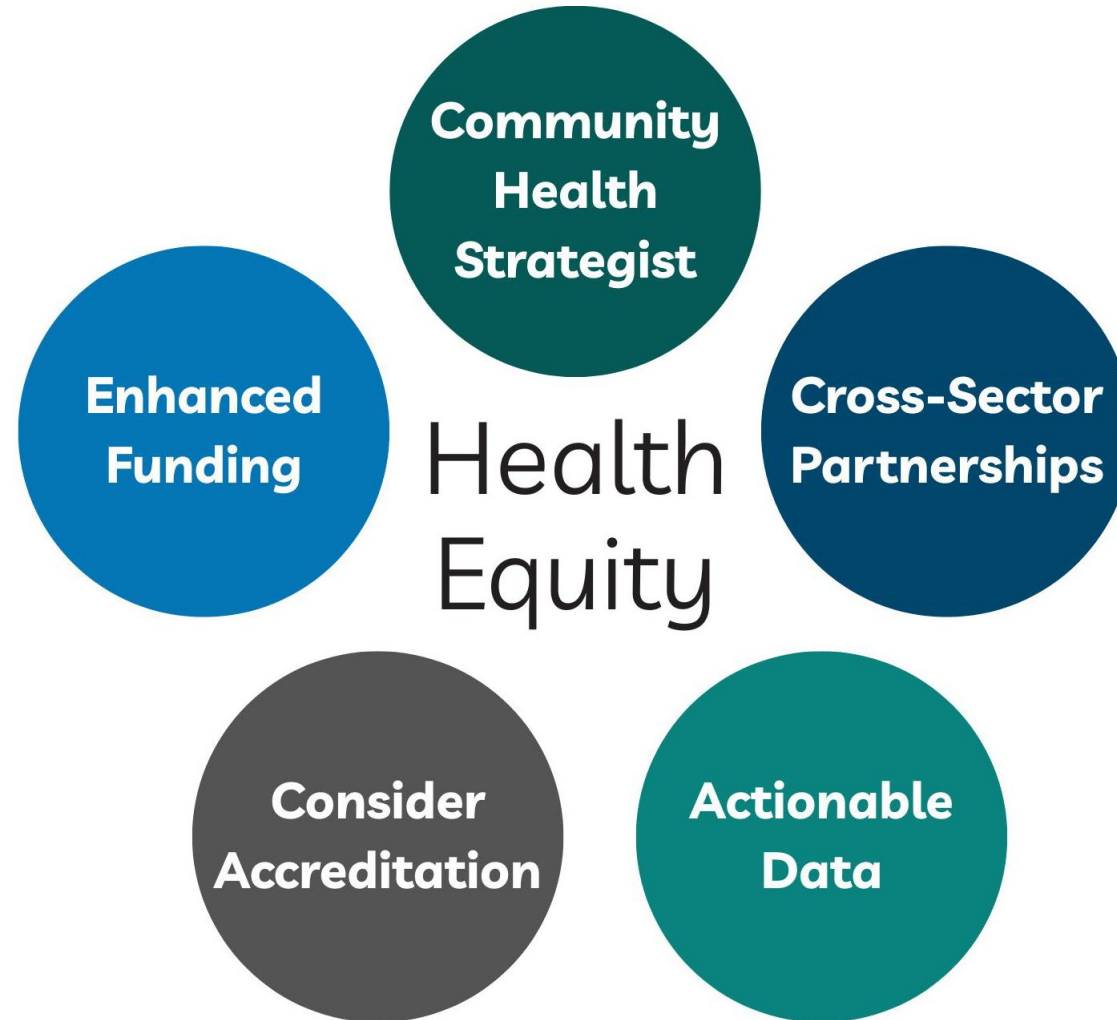 Community
Health
Strategist
Enhanced
Funding
Cross-Sector
Partnerships
Health
Equity
Consider
Accreditation
Actionable
Data